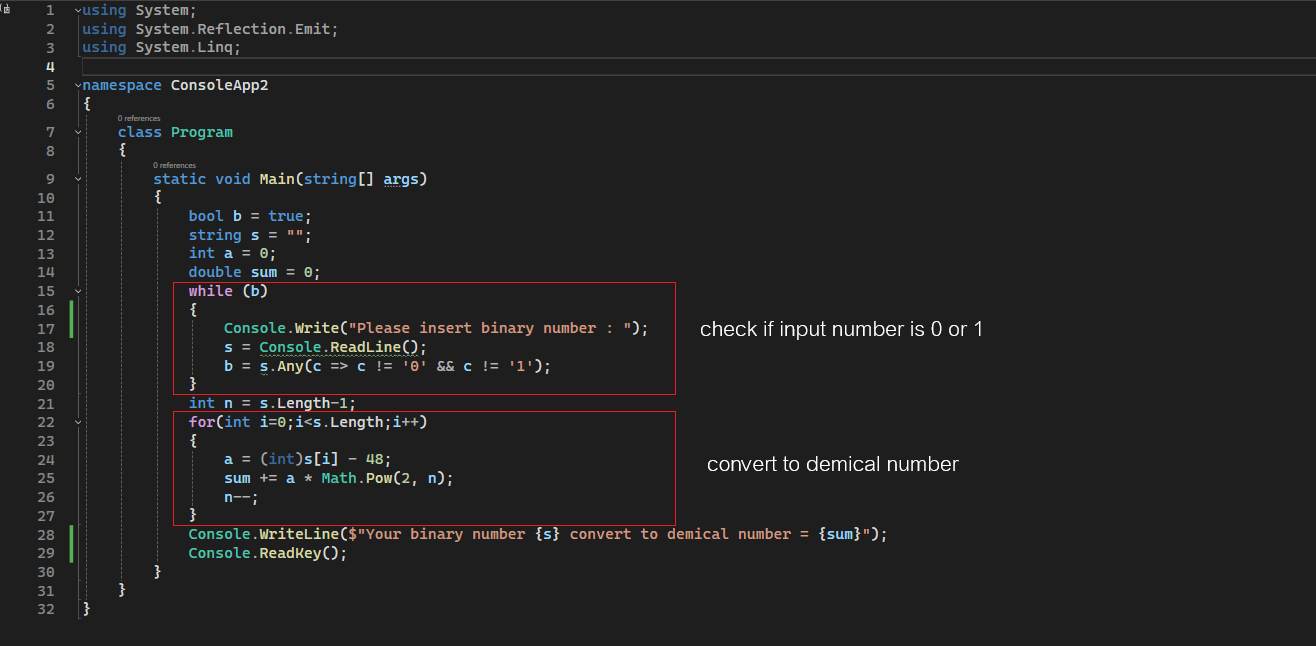 1 using System;
2 using System.Reflection.Emit;
3 using System.Linq;
4
5 namespace ConsoleApp2
6 {
0 references
7 class Program
8 {
0 references
9 static void Main(string[] args)
10 {
11 bool b = true;
12 string s = "";
13 int a = 0;
14 double sum = 0;
15 while (b)
16 {
17 Console.Write("Please insert binary number : "); check if input number is 0 or 1
18 s = Console.ReadLine();
19 b = s.Any(c => c != '0' && c != '1');
20 }
21 int n = s.Length-1;
22 for(int i=0;i<s.Length;i++)
23 {
24 a = (int)s[i] - 48; convert to demical number
25 sum += a * Math.Pow(2, n);
26 n--;
27 }
28 Console.WriteLine($"Your binary number {s} convert to demical number = {sum}");
29 Console.ReadKey();
30 }
31 }
32 }